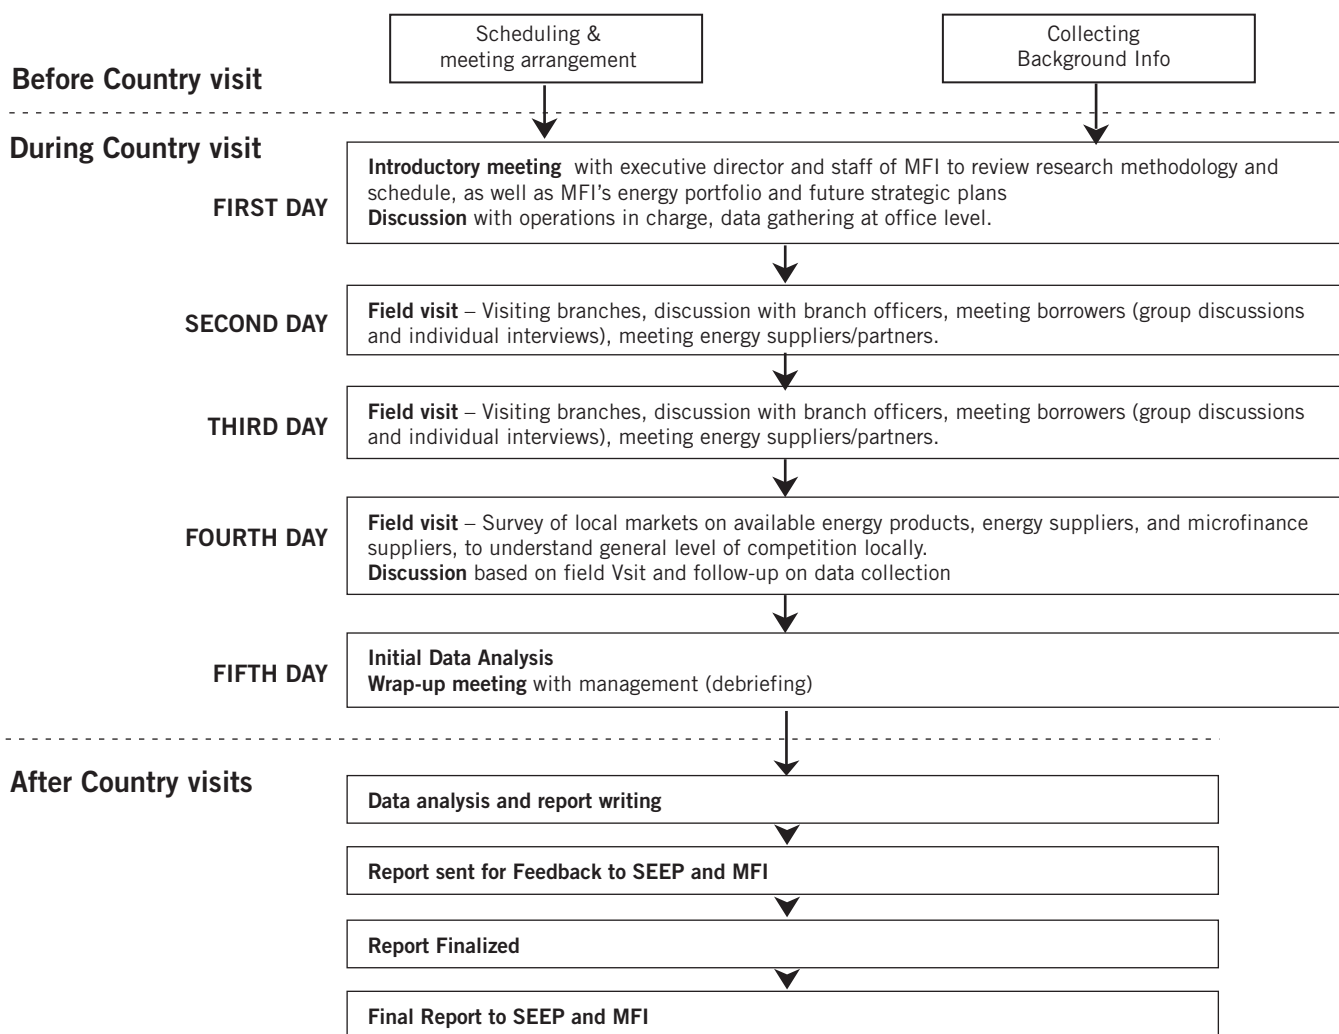 Scheduling &
meeting arrangement
Collecting
Background Info
Before Country visit
During Country visit
FIRST DAY
Introductory meeting with executive director and staff of MFI to review research methodology and
schedule, as well as MFI's energy portfolio and future strategic plans
Discussion with operations in charge, data gathering at office level.
SECOND DAY
Field visit – Visiting branches, discussion with branch officers, meeting borrowers (group discussions
and individual interviews), meeting energy suppliers/partners.
THIRD DAY
Field visit – Visiting branches, discussion with branch officers, meeting borrowers (group discussions
and individual interviews), meeting energy suppliers/partners.
FOURTH DAY
Field visit – Survey of local markets on available energy products, energy suppliers, and microfinance
suppliers, to understand general level of competition locally.
Discussion based on field Vsit and follow-up on data collection
FIFTH DAY
Initial Data Analysis
Wrap-up meeting with management (debriefing)
After Country visits
Data analysis and report writing
Report sent for Feedback to SEEP and MFI
Report Finalized
Final Report to SEEP and MFI